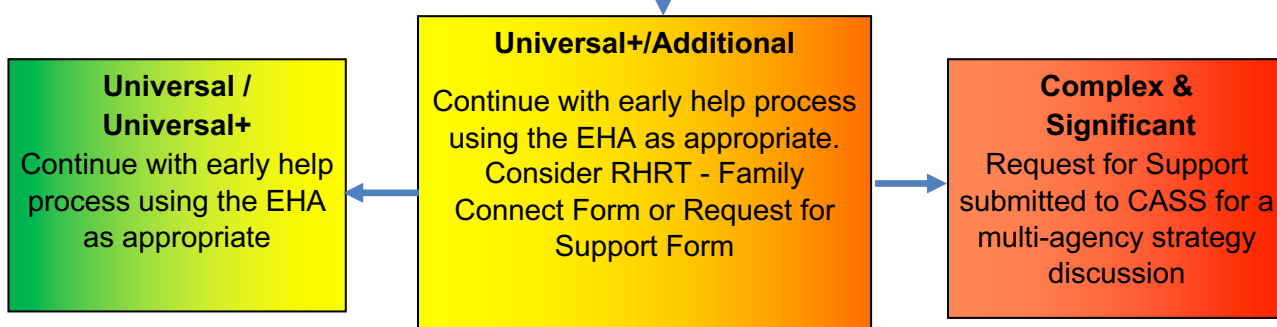 Universal /
Universal+
Continue with early help
process using the EHA
as appropriate
Universal+/Additional
Continue with early help process
using the EHA as appropriate.
Consider RHRT - Family
Connect Form or Request for
Support Form
Complex &
Significant
Request for Support
submitted to CASS for a
multi-agency strategy
discussion